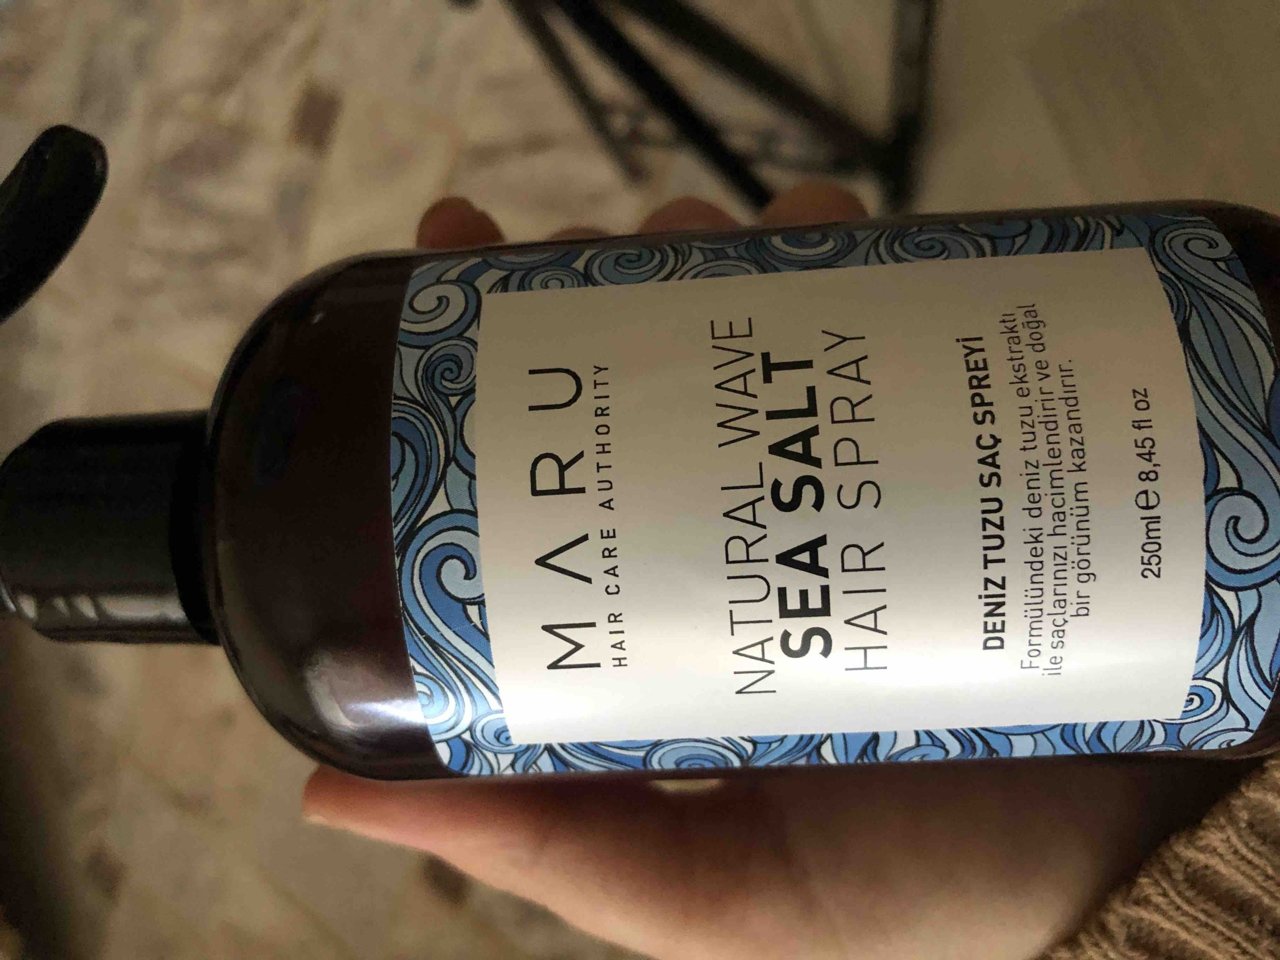 MARU
HAIR CARE AUTHORITY
NATURAL WAVE
SEA SALT
HAIR SPRAY
DENİZ TUZU SAÇ SPREYİ
Formülündeki deniz tuzu ekstraktı
ile saçlarınızı hacimlendirir ve doğal
bir görünüm kazandırır.
250ml℮ 8,45 fl oz